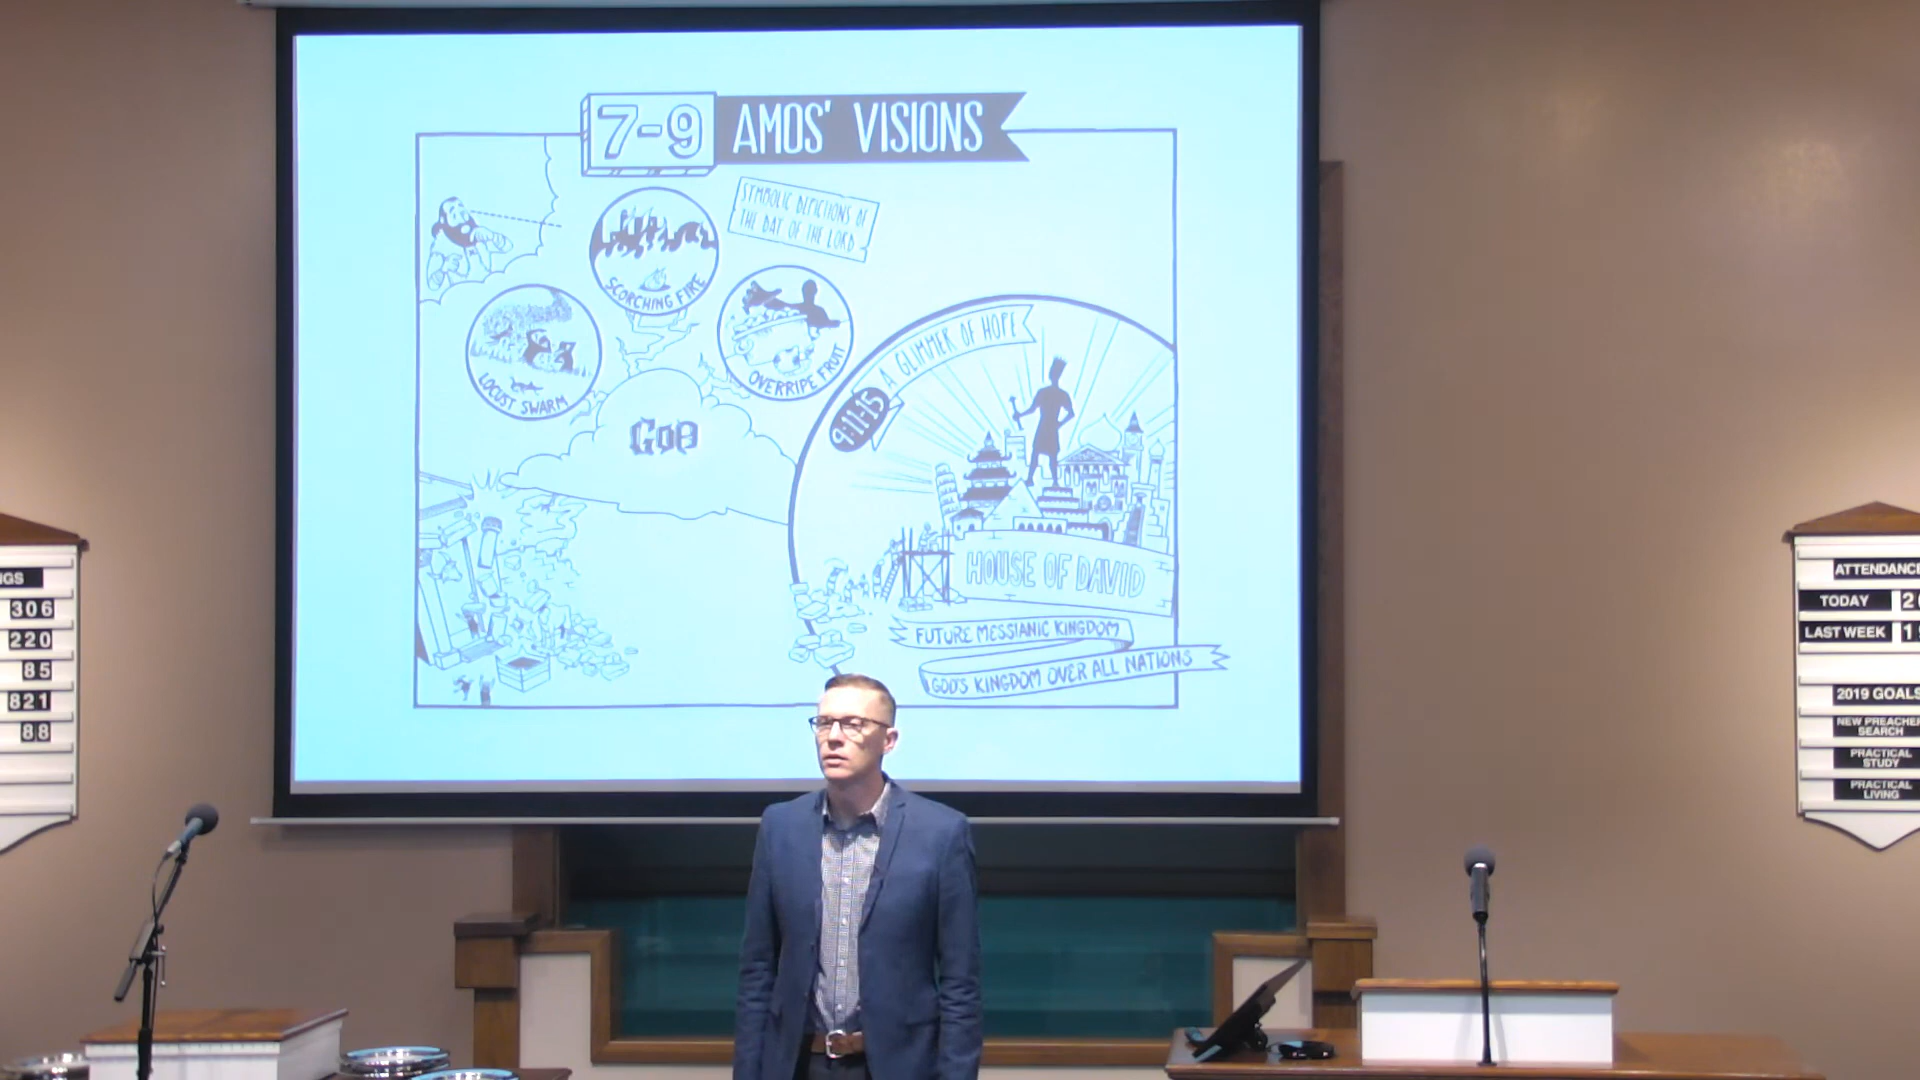 7-9 AMOS' VISIONS
SYMBOLIC DEPICTIONS OF
THE DAY OF THE LORD
SCORCHING FIRE
LOCUST SWARM
OVERRIPE FRUIT
GOD
9:11-15 A GLIMMER OF HOPE
HOUSE OF DAVID
FUTURE MESSIANIC KINGDOM
GOD'S KINGDOM OVER ALL NATIONS
306
220
85
821
88
ATTENDANCE
TODAY
LAST WEEK
2019 GOALS
NEW PREACHER
SEARCH
PRACTICAL
STUDY
PRACTICAL
LIVING